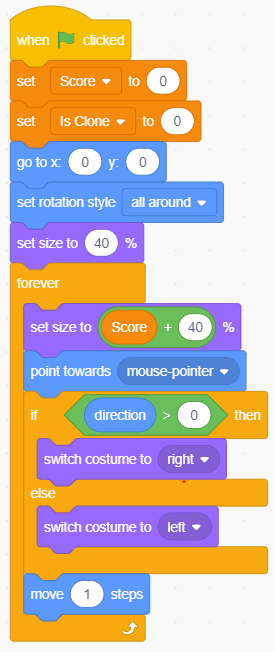 when clicked
set Score to 0
set Is Clone to 0
go to x: 0 y: 0
set rotation style all around
set size to 40 %
forever
set size to Score + 40 %
point towards mouse-pointer
if direction > 0 then
switch costume to right
else
switch costume to left
move 1 steps